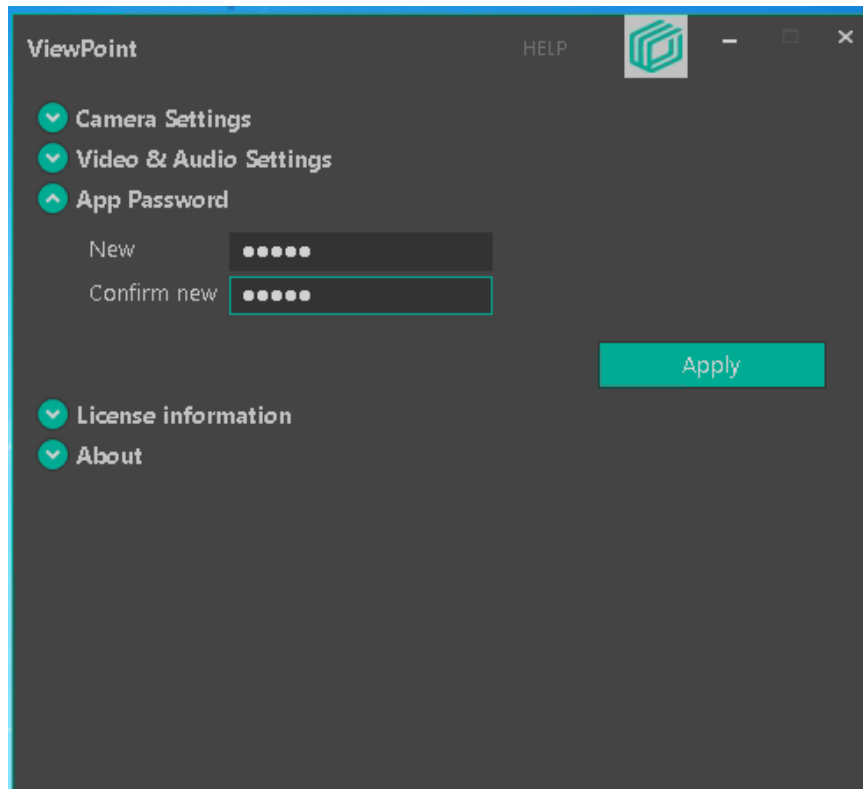 ViewPoint HELP
Camera Settings
Video & Audio Settings
App Password
New •••••
Confirm new •••••
Apply
License information
About